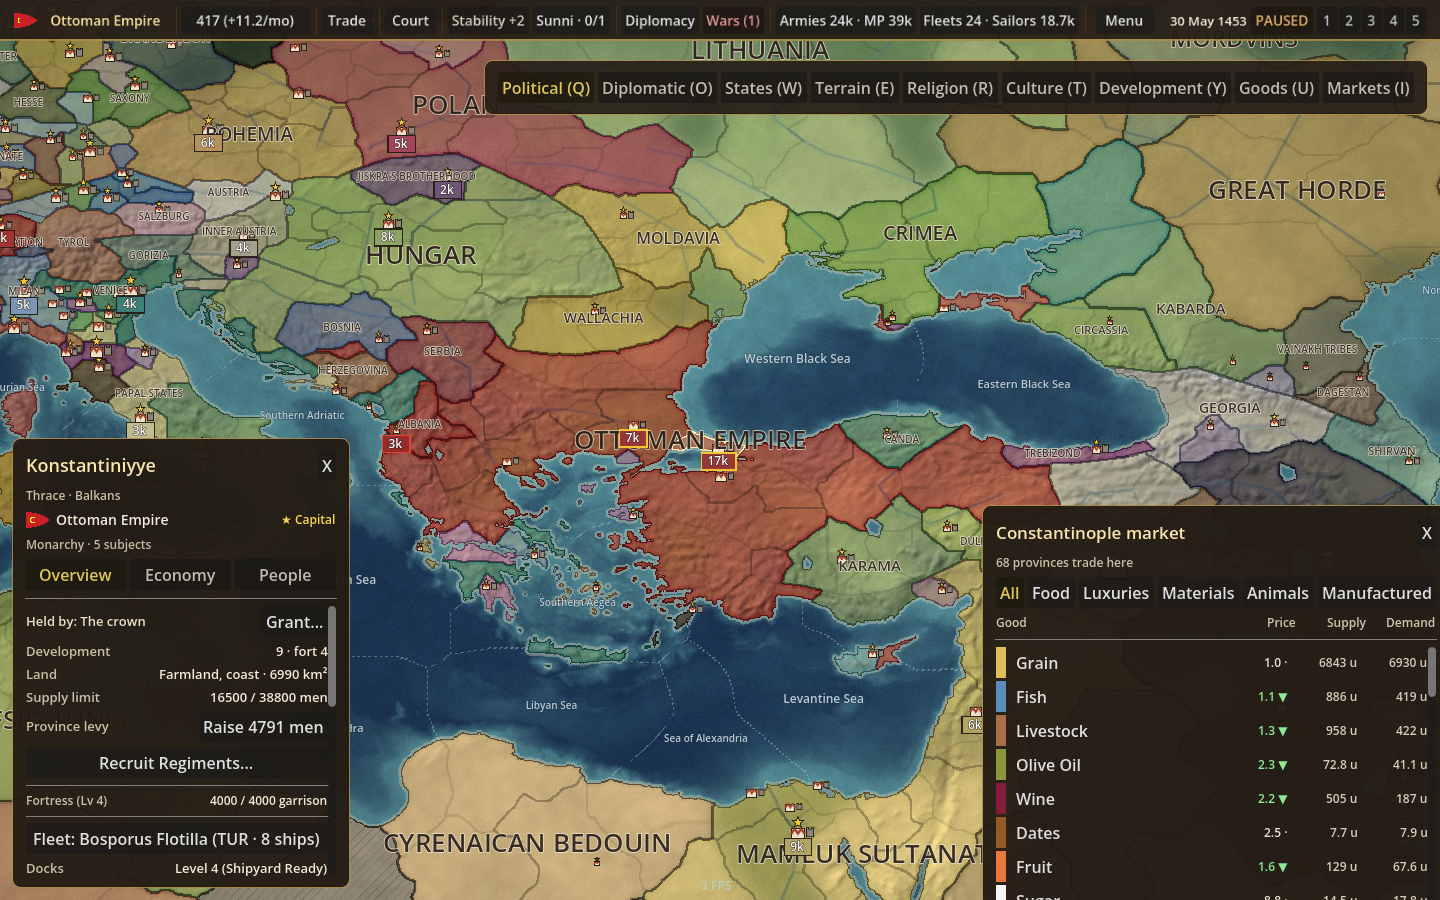 Ottoman Empire 417 (+11.2/mo) Trade Court Stability +2 Sunni · 0/1 Diplomacy Wars (1) Armies 24k · MP 39k Fleets 24 · Sailors 18.7k Menu 30 May 1453 PAUSED 1 2 3 4 5
LITHUANIA
Political (Q) Diplomatic (O) States (W) Terrain (E) Religion (R) Culture (T) Development (Y) Goods (U) Markets (I)
HESSE
SAXONY
POLAN
BOHEMIA
6k
5k
JISKRA'S BROTHERHOOD
2k
AUSTRIA
GREAT HORDE
SALZBURG
INNER AUSTRIA
4k
TYROL
GORIZIA
8k
HUNGAR
MOLDAVIA
CRIMEA
MILAN
VENICE
5k
4k
WALLACHIA
KABARDA
BOSNIA
CIRCASSIA
SERBIA
VAINAKH TRIBES
Western Black Sea
HERZEGOVINA
Eastern Black Sea
PAPAL STATES
DAGESTAN
Southern Adriatic
GEORGIA
3k
ALBANIA
3k
OTTOMAN EMPIRE
7k
17k
CANDA
TREBIZOND
SHIRVAN
KARAMA
Southern Aegea
Levantine Sea
Libyan Sea
Sea of Alexandria
6k
CYRENAICAN BEDOUIN
MAMLUK SULTANAT
9k
3 FPS
Konstantiniyye X
Thrace · Balkans
Ottoman Empire ★ Capital
Monarchy · 5 subjects
Overview Economy People
Held by: The crown Grant...
Development 9 · fort 4
Land Farmland, coast · 6990 km²
Supply limit 16500 / 38800 men
Province levy Raise 4791 men
Recruit Regiments...
Fortress (Lv 4) 4000 / 4000 garrison
Fleet: Bosporus Flotilla (TUR · 8 ships)
Docks Level 4 (Shipyard Ready)
Constantinople market X
68 provinces trade here
All Food Luxuries Materials Animals Manufactured
Good Price Supply Demand
Grain 1.0 · 6843 u 6930 u
Fish 1.1 ▼ 886 u 419 u
Livestock 1.3 ▼ 958 u 422 u
Olive Oil 2.3 ▼ 72.8 u 41.1 u
Wine 2.2 ▼ 505 u 187 u
Dates 2.5 · 7.7 u 7.9 u
Fruit 1.6 ▼ 129 u 67.6 u
Sugar 8.8 · 14.5 u 17.8 u